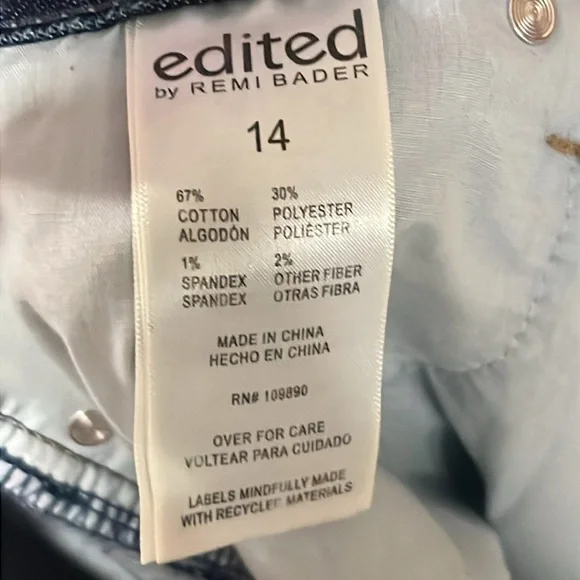 edited
by REMI BADER
14
67% 30%
COTTON POLYESTER
ALGODÓN POLIÉSTER
1% 2%
SPANDEX OTHER FIBER
SPANDEX OTRAS FIBRA
MADE IN CHINA
HECHO EN CHINA
RN# 109890
OVER FOR CARE
VOLTEAR PARA CUIDADO
LABELS MINDFULLY MADE
WITH RECYCLED MATERIALS